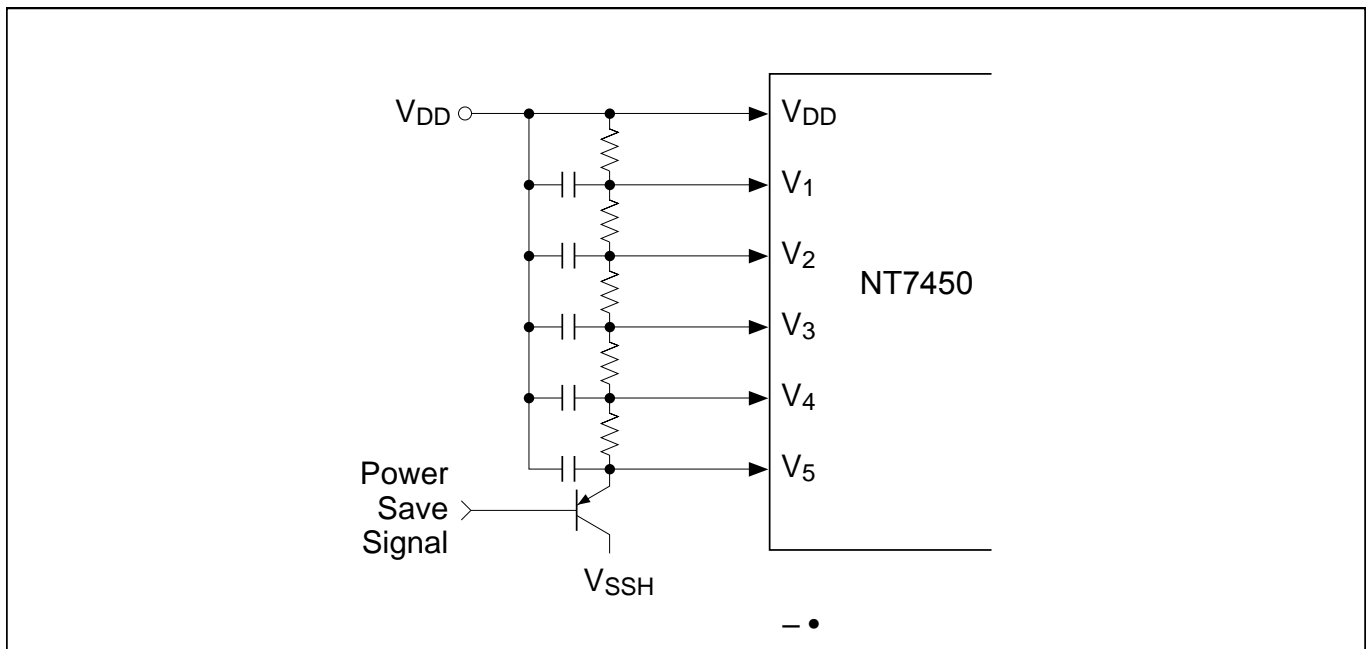 VDD VDD
V1
V2
NT7450
V3
V4
V5
Power
Save
Signal
VSSH
– •